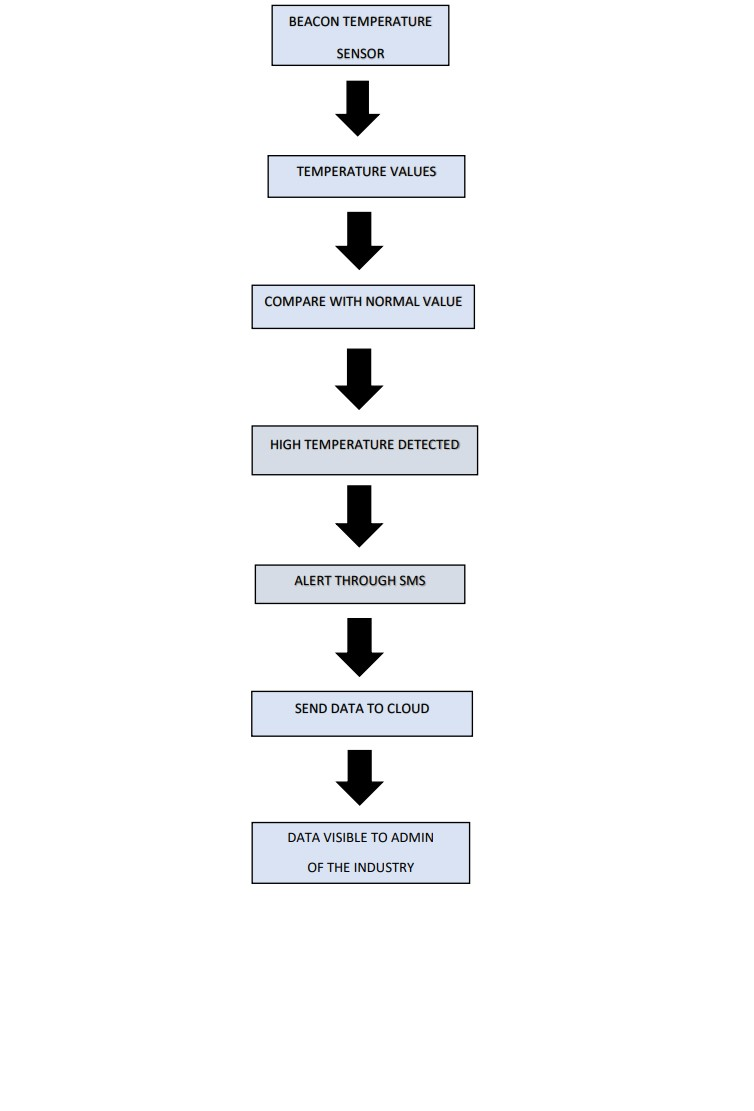 BEACON TEMPERATURE
SENSOR
TEMPERATURE VALUES
COMPARE WITH NORMAL VALUE
HIGH TEMPERATURE DETECTED
ALERT THROUGH SMS
SEND DATA TO CLOUD
DATA VISIBLE TO ADMIN
OF THE INDUSTRY